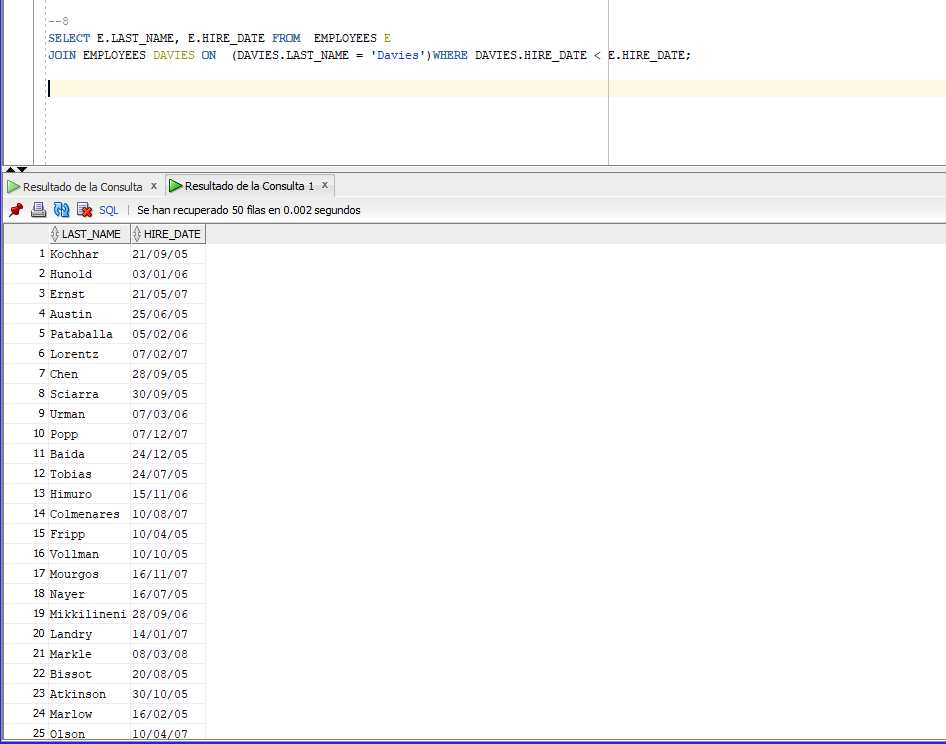 --8
SELECT E.LAST_NAME, E.HIRE_DATE FROM  EMPLOYEES E
JOIN EMPLOYEES DAVIES ON  (DAVIES.LAST_NAME = 'Davies')WHERE DAVIES.HIRE_DATE < E.HIRE_DATE;
Resultado de la Consulta x Resultado de la Consulta 1 x
SQL | Se han recuperado 50 filas en 0.002 segundos
LAST_NAME HIRE_DATE
1 Kochhar 21/09/05
2 Hunold 03/01/06
3 Ernst 21/05/07
4 Austin 25/06/05
5 Pataballa 05/02/06
6 Lorentz 07/02/07
7 Chen 28/09/05
8 Sciarra 30/09/05
9 Urman 07/03/06
10 Popp 07/12/07
11 Baida 24/12/05
12 Tobias 24/07/05
13 Himuro 15/11/06
14 Colmenares 10/08/07
15 Fripp 10/04/05
16 Vollman 10/10/05
17 Mourgos 16/11/07
18 Nayer 16/07/05
19 Mikkilineni 28/09/06
20 Landry 14/01/07
21 Markle 08/03/08
22 Bissot 20/08/05
23 Atkinson 30/10/05
24 Marlow 16/02/05
25 Olson 10/04/07